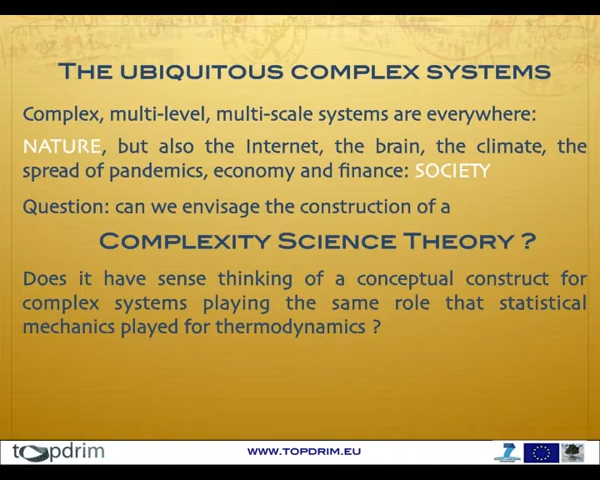 THE UBIQUITOUS COMPLEX SYSTEMS
Complex, multi-level, multi-scale systems are everywhere:
NATURE, but also the Internet, the brain, the climate, the
spread of pandemics, economy and finance: SOCIETY
Question: can we envisage the construction of a
COMPLEXITY SCIENCE THEORY ?
Does it have sense thinking of a conceptual construct for
complex systems playing the same role that statistical
mechanics played for thermodynamics ?
topdrim
WWW.TOPDRIM.EU